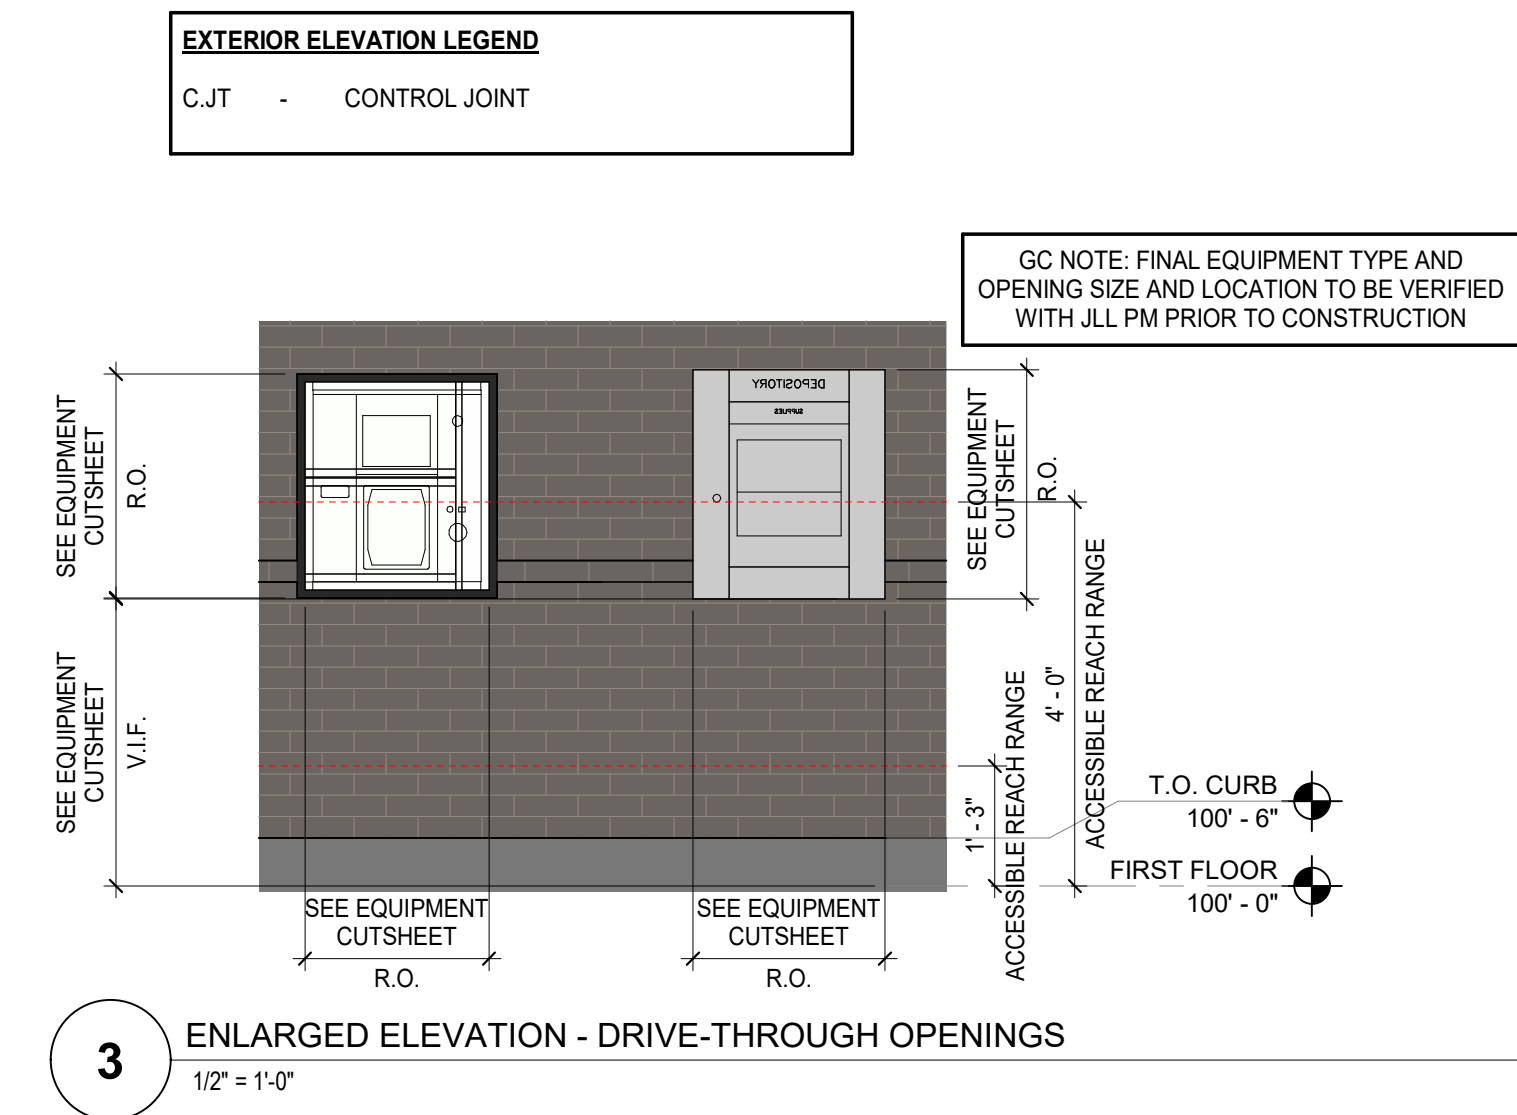 EXTERIOR ELEVATION LEGEND
C.JT - CONTROL JOINT
GC NOTE: FINAL EQUIPMENT TYPE AND
OPENING SIZE AND LOCATION TO BE VERIFIED
WITH JLL PM PRIOR TO CONSTRUCTION
SEE EQUIPMENT
CUTSHEET
R.O.
DEPOSITORY
SUPPLIES
SEE EQUIPMENT
CUTSHEET
R.O.
SEE EQUIPMENT
CUTSHEET
V.I.F.
1' - 3"
ACCESSIBLE REACH RANGE
4' - 0"
ACCESSIBLE REACH RANGE
T.O. CURB
100' - 6"
FIRST FLOOR
100' - 0"
SEE EQUIPMENT
CUTSHEET
R.O.
SEE EQUIPMENT
CUTSHEET
R.O.
3
ENLARGED ELEVATION - DRIVE-THROUGH OPENINGS
1/2" = 1'-0"